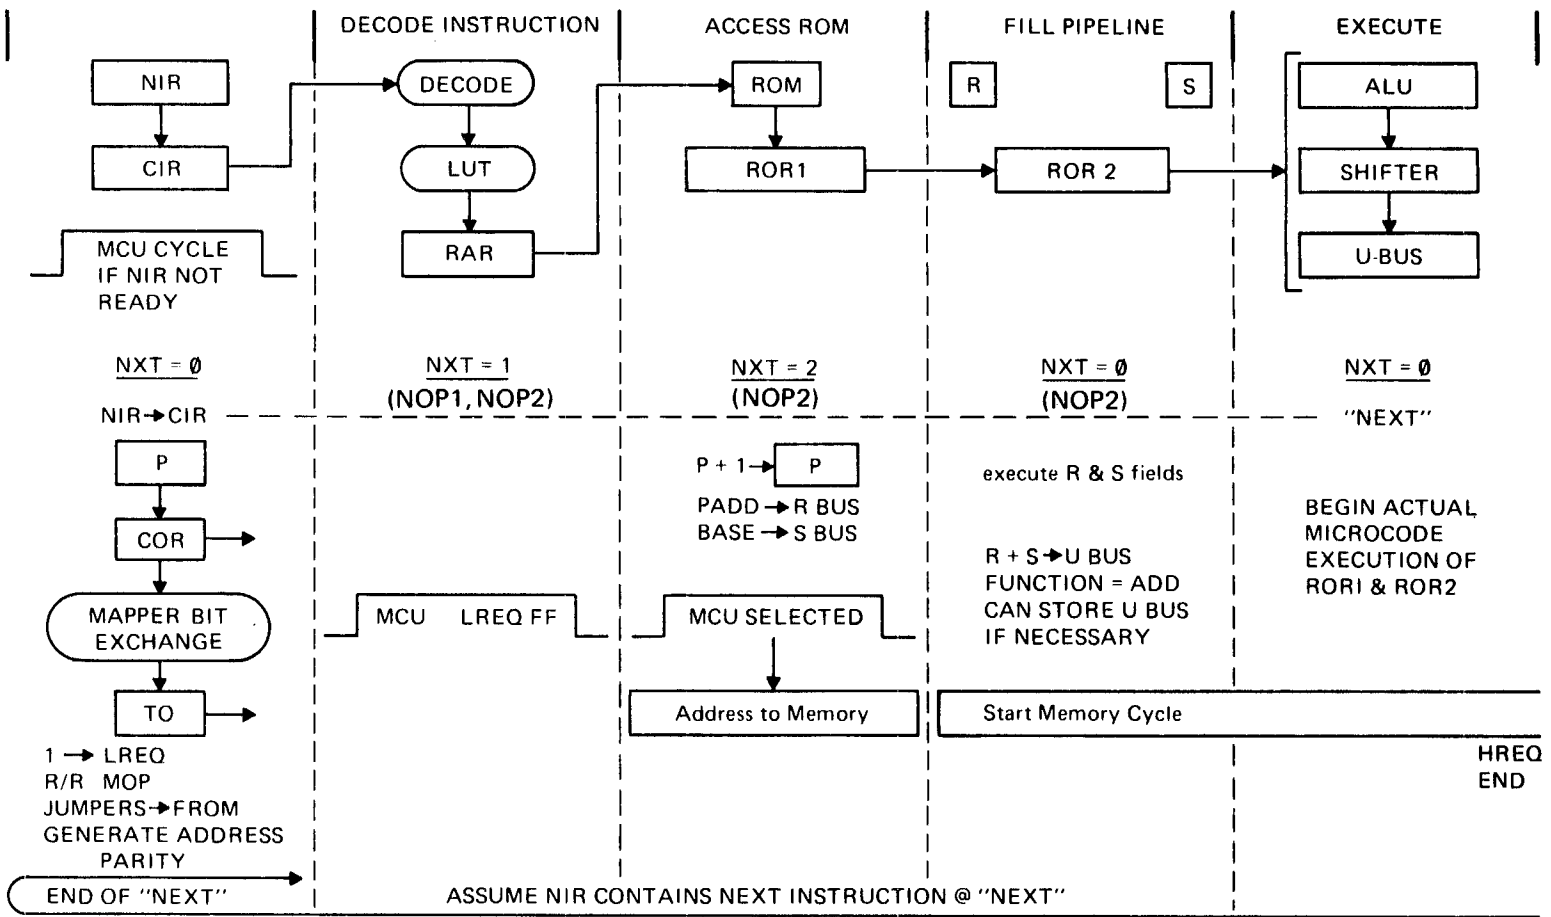 DECODE INSTRUCTION
ACCESS ROM
FILL PIPELINE
EXECUTE
NIR
DECODE
ROM
R
S
ALU
CIR
LUT
ROR1
ROR 2
SHIFTER
MCU CYCLE
IF NIR NOT
READY
RAR
U-BUS
NXT = Ø
NXT = 1
(NOP1, NOP2)
NXT = 2
(NOP2)
NXT = Ø
(NOP2)
NXT = Ø
NIR→CIR
"NEXT"
P
COR
MAPPER BIT
EXCHANGE
TO
1 → LREQ
R/R MOP
JUMPERS→FROM
GENERATE ADDRESS
PARITY
MCU LREQ FF
P + 1→ P
PADD → R BUS
BASE → S BUS
MCU SELECTED
Address to Memory
execute R & S fields
R + S→U BUS
FUNCTION = ADD
CAN STORE U BUS
IF NECESSARY
Start Memory Cycle
BEGIN ACTUAL
MICROCODE
EXECUTION OF
ROR1 & ROR2
HREQ
END
END OF "NEXT"
ASSUME NIR CONTAINS NEXT INSTRUCTION @ "NEXT"